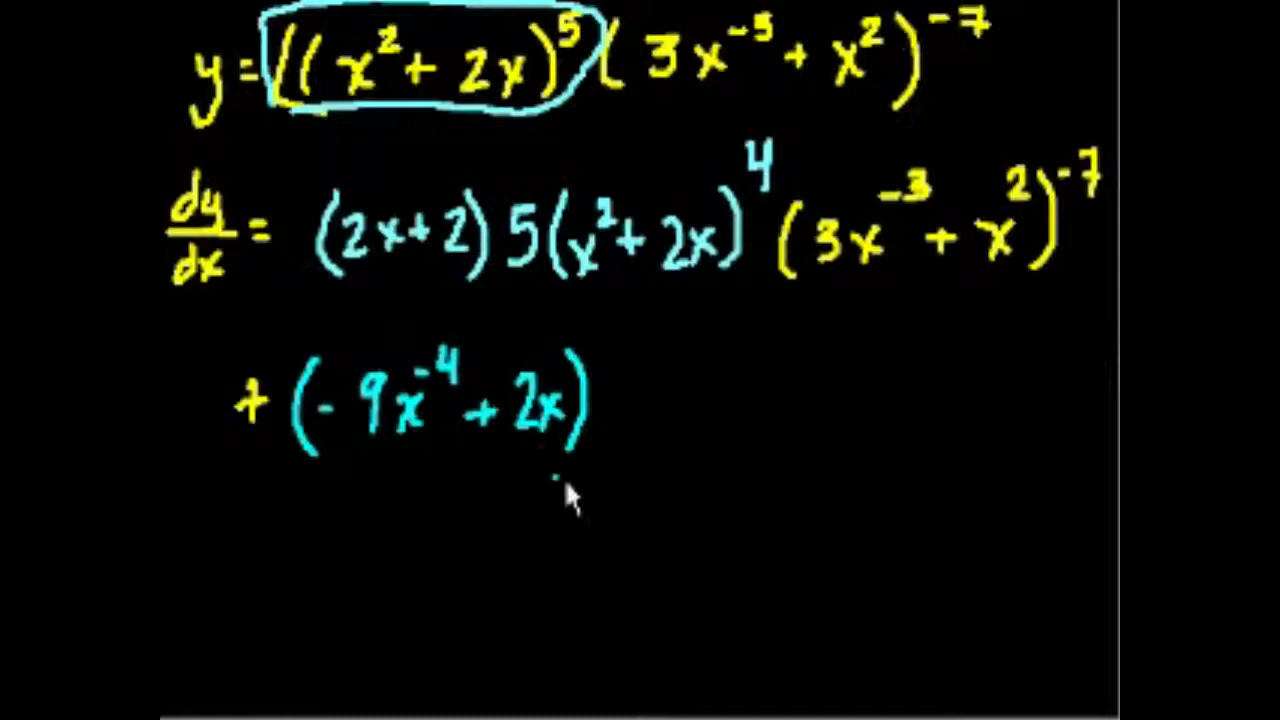 y = ((x² + 2x)⁵ (3x⁻³ + x²)⁻⁷
dy/dx = (2x+2) 5(x² + 2x)⁴ (3x⁻³ + x²)⁻⁷
+ (-9x⁻⁴ + 2x)